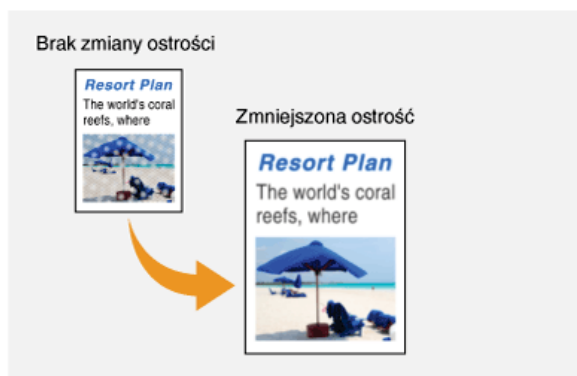 Brak zmiany ostrości
Resort Plan
The world's coral
reefs, where
Zmniejszona ostrość
Resort Plan
The world's coral
reefs, where